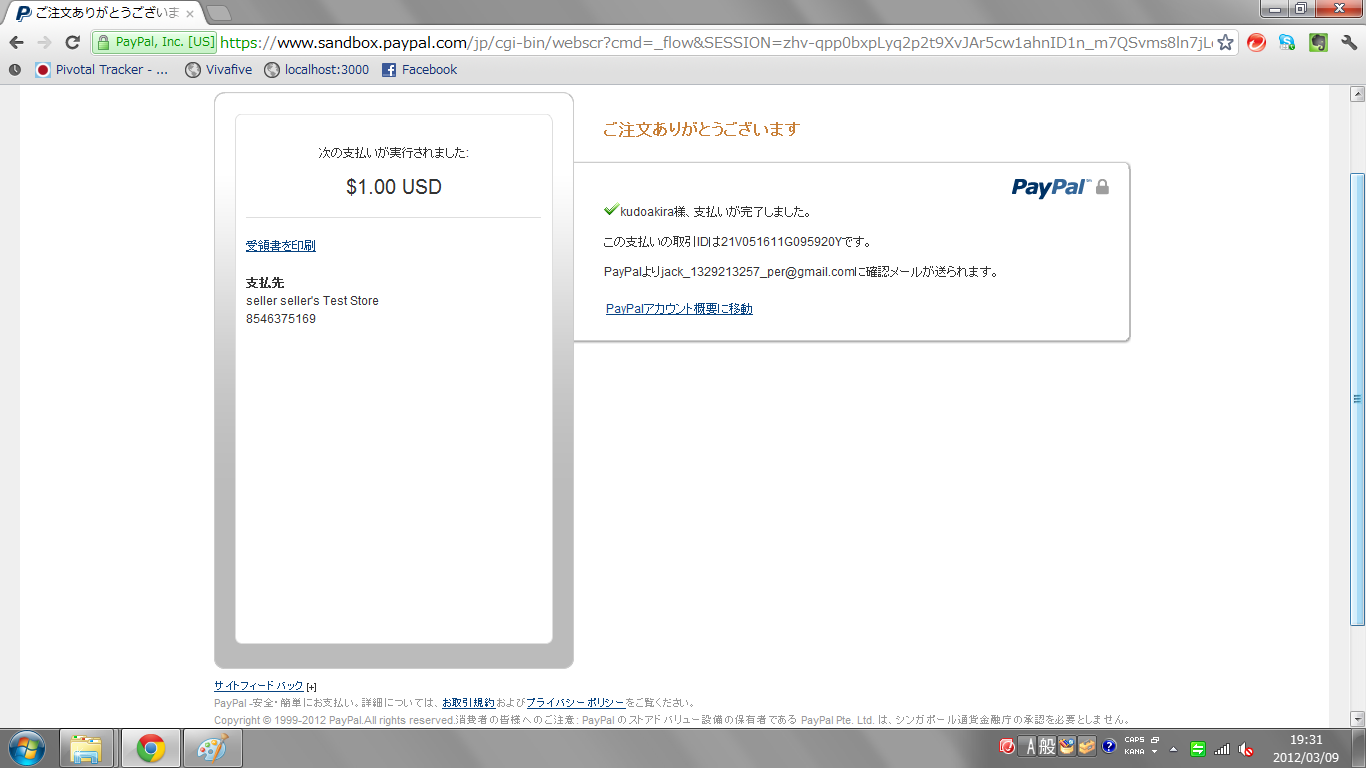 ご注文ありがとうございま
PayPal, Inc. [US] https://www.sandbox.paypal.com/jp/cgi-bin/webscr?cmd=_flow&SESSION=zhv-qpp0bxpLyq2p2t9XvJAr5cw1ahnID1n_m7QSvms8ln7jL
Pivotal Tracker - ... Vivafive localhost:3000 Facebook
次の支払いが実行されました:
$1.00 USD
受領書を印刷
支払先
seller seller's Test Store
8546375169
ご注文ありがとうございます
PayPal
kudoakira様、支払いが完了しました。
この支払いの取引IDは21V051611G095920Yです。
PayPalよりjack_1329213257_per@gmail.comに確認メールが送られます。
PayPalアカウント概要に移動
サイトフィードバック [+]
PayPal -安全・簡単にお支払い。詳細については、お取引規約およびプライバシーポリシーをご覧ください。
Copyright © 1999-2012 PayPal.All rights reserved.消費者の皆様へのご注意: PayPal のストアド バリュー設備の保有者である PayPal Pte. Ltd. は、シンガポール通貨金融庁の承認を必要としません。
A 般 CAPS KANA
19:31
2012/03/09